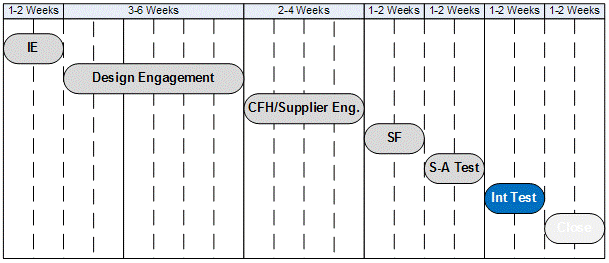 1-2 Weeks 3-6 Weeks 2-4 Weeks 1-2 Weeks 1-2 Weeks 1-2 Weeks 1-2 Weeks
IE
Design Engagement
CFH/Supplier Eng.
SF
S-A Test
Int Test
Close